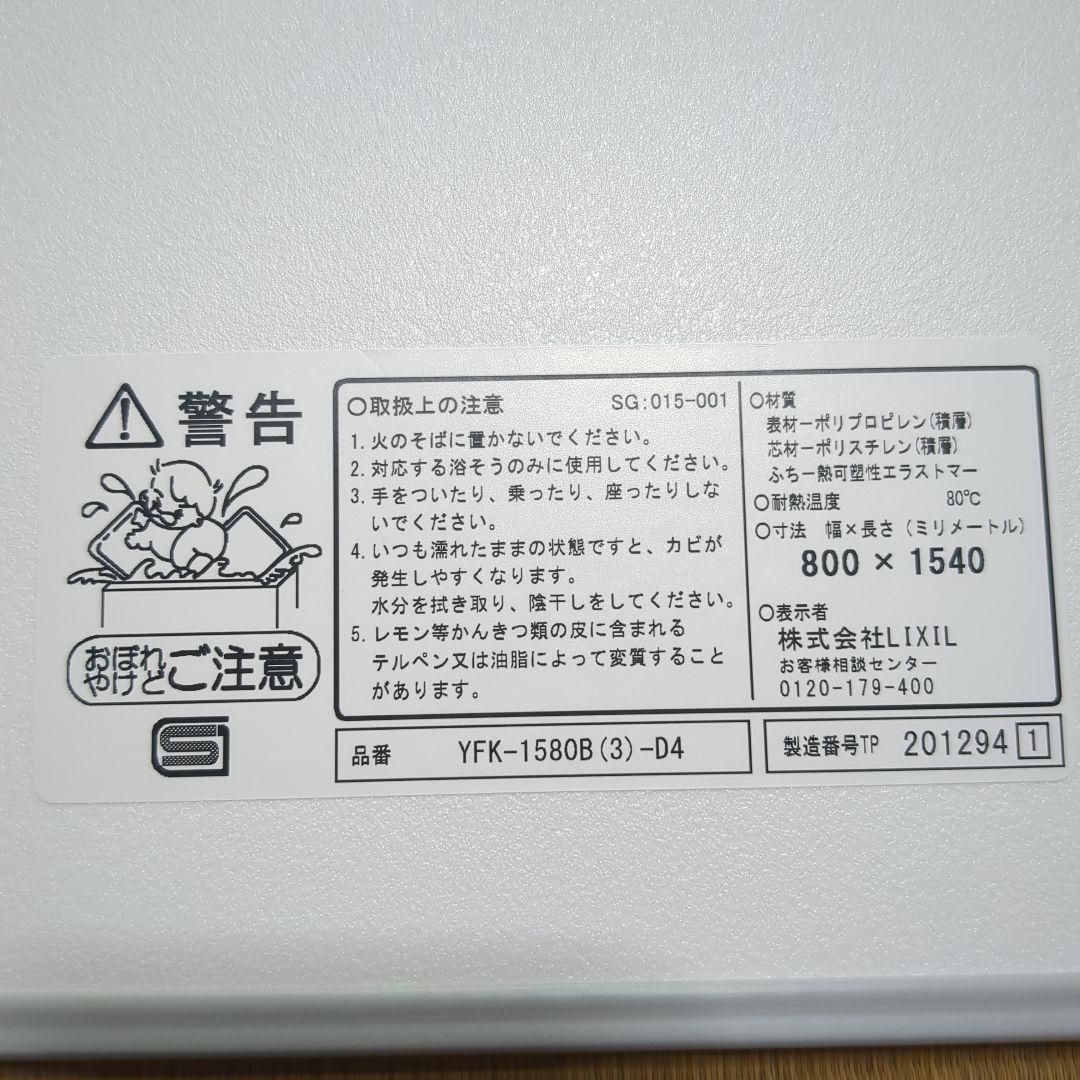 警告
おぼれ
やけど
ご注意
○取扱上の注意 SG:015-001
1. 火のそばに置かないでください。
2. 対応する浴そうのみに使用してください。
3. 手をついたり、乗ったり、座ったりしな
いでください。
4. いつも濡れたままの状態ですと、カビが
発生しやすくなります。
水分を拭き取り、陰干しをしてください。
5. レモン等かんきつ類の皮に含まれる
テルペン又は油脂によって変質すること
があります。
○材質
表材ーポリプロピレン(積層)
芯材ーポリスチレン(積層)
ふちー熱可塑性エラストマー
○耐熱温度 80℃
○寸法 幅×長さ (ミリメートル)
800 × 1540
○表示者
株式会社LIXIL
お客様相談センター
0120-179-400
品番 YFK-1580B(3)-D4
製造番号TP 201294 1